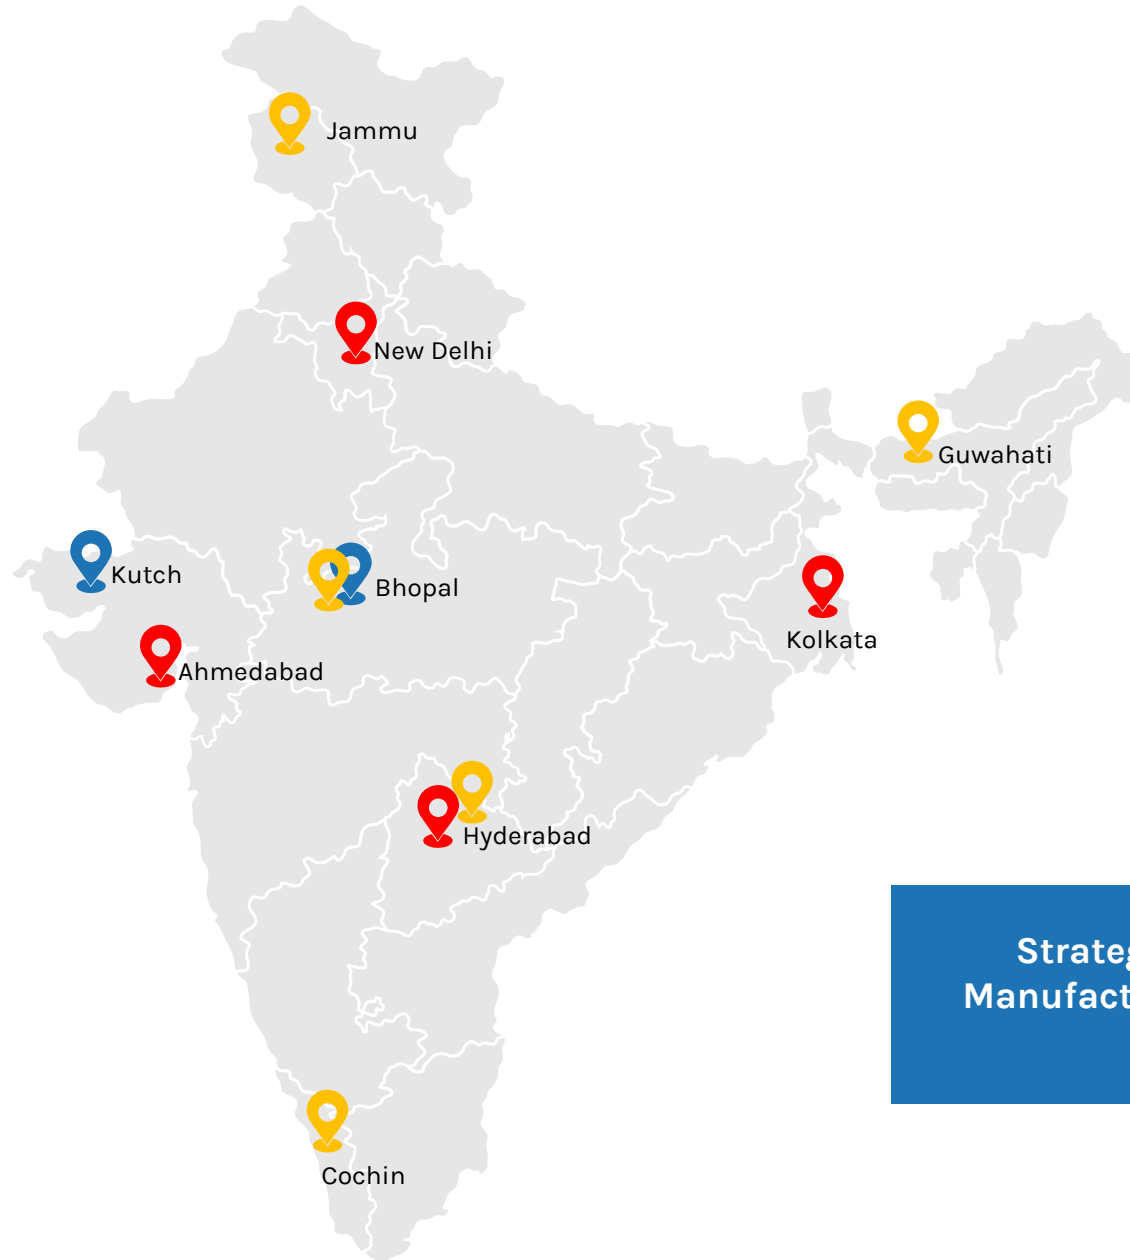 Jammu
New Delhi
Guwahati
Kutch
Bhopal
Kolkata
Ahmedabad
Hyderabad
Cochin